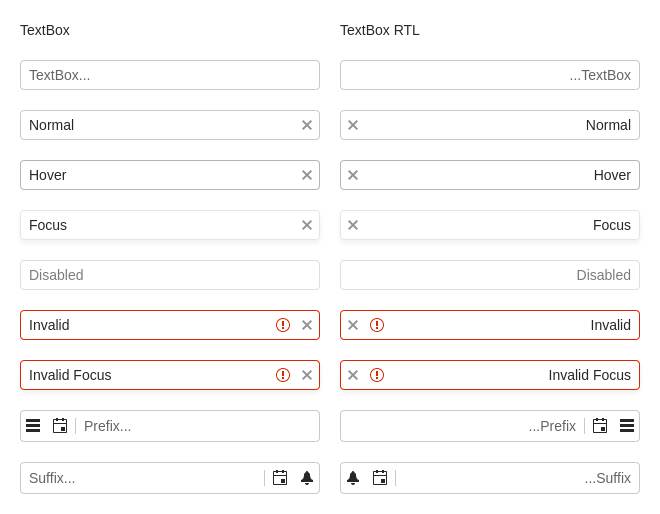 TextBox
TextBox...
Normal
Hover
Focus
Disabled
Invalid
Invalid Focus
Prefix...
Suffix...
TextBox RTL
...TextBox
Normal
Hover
Focus
Disabled
Invalid
Invalid Focus
...Prefix
...Suffix